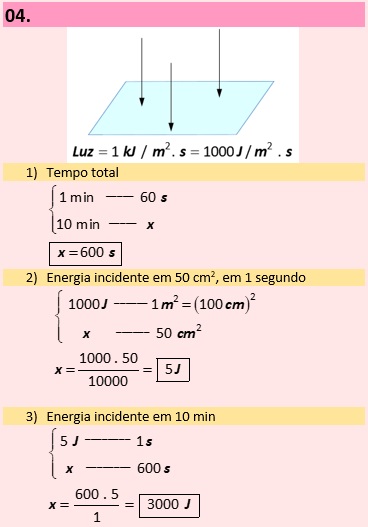 04.
Luz = 1 kJ / m². s = 1000 J / m² . s
1) Tempo total
1 min ——— 60 s
10 min ——— x
x = 600 s
2) Energia incidente em 50 cm², em 1 segundo
1000 J -------- 1 m² = (100 cm)²
x -------- 50 cm²
x = 1000 . 50 / 10000 = 5 J
3) Energia incidente em 10 min
5 J --------- 1 s
x --------- 600 s
x = 600 . 5 / 1 = 3000 J